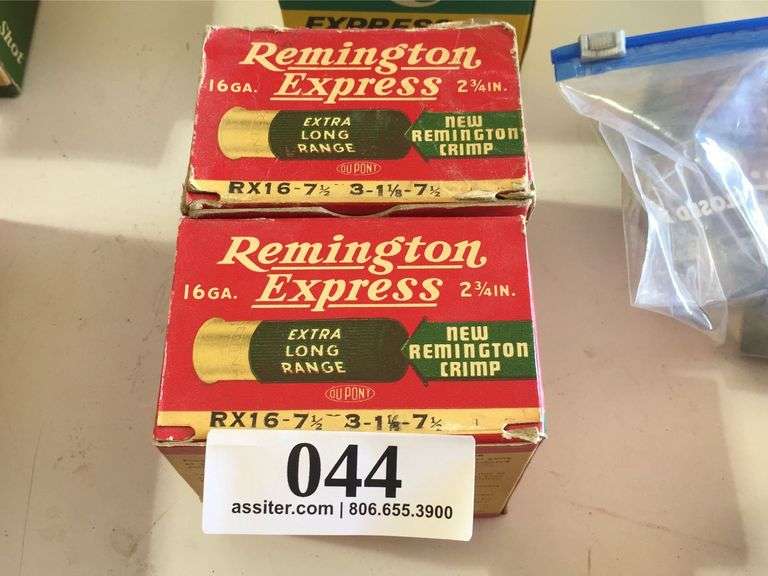 Shot
EXPRESS
Remington
Express
16GA.
2¾IN.
EXTRA
LONG
RANGE
NEW
REMINGTON
CRIMP
DU PONT
RX16-7½ 3-1⅛-7½
Remington
Express
16GA.
2¾IN.
EXTRA
LONG
RANGE
NEW
REMINGTON
CRIMP
DU PONT
RX16-7½ 3-1⅛-7½
044
assiter.com | 806.655.3900